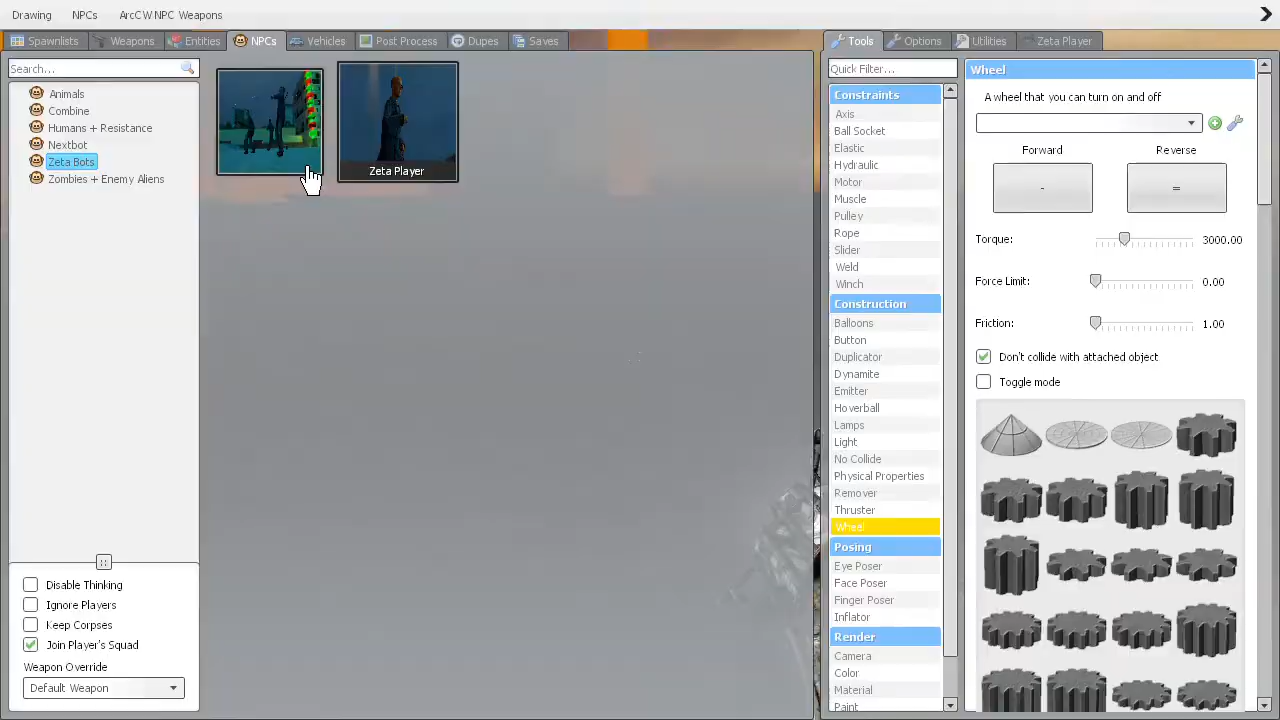 Drawing NPCs ArcCW NPC Weapons
Spawnlists Weapons Entities NPCs Vehicles Post Process Dupes Saves
Search...
Animals
Combine
Humans + Resistance
Nextbot
Zeta Bots
Zombies + Enemy Aliens
Zeta Player
Disable Thinking
Ignore Players
Keep Corpses
Join Player's Squad
Weapon Override
Default Weapon
Tools Options Utilities Zeta Player
Quick Filter...
Constraints
Axis
Ball Socket
Elastic
Hydraulic
Motor
Muscle
Pulley
Rope
Slider
Weld
Winch
Construction
Balloons
Button
Duplicator
Dynamite
Emitter
Hoverball
Lamps
Light
No Collide
Physical Properties
Remover
Thruster
Wheel
Posing
Eye Poser
Face Poser
Finger Poser
Inflator
Render
Camera
Color
Material
Paint
Wheel
A wheel that you can turn on and off
Forward Reverse
- =
Torque: 3000.00
Force Limit: 0.00
Friction: 1.00
Don't collide with attached object
Toggle mode